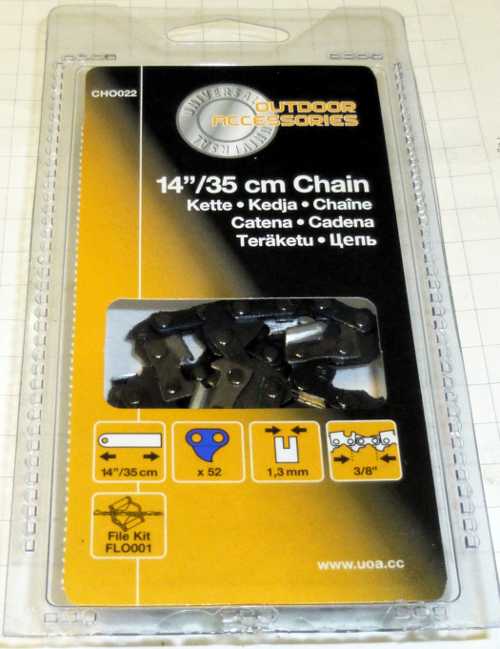 CHO022
UNIVERSAL
OUTDOOR
ACCESSORIES
UNIVERSAL
14”/35 cm Chain
Kette • Kedja • Chaîne
Catena • Cadena
Teräketu • Цепь
14"/35 cm
x 52
1,3 mm
3/8"
File Kit
FLO001
www.uoa.cc